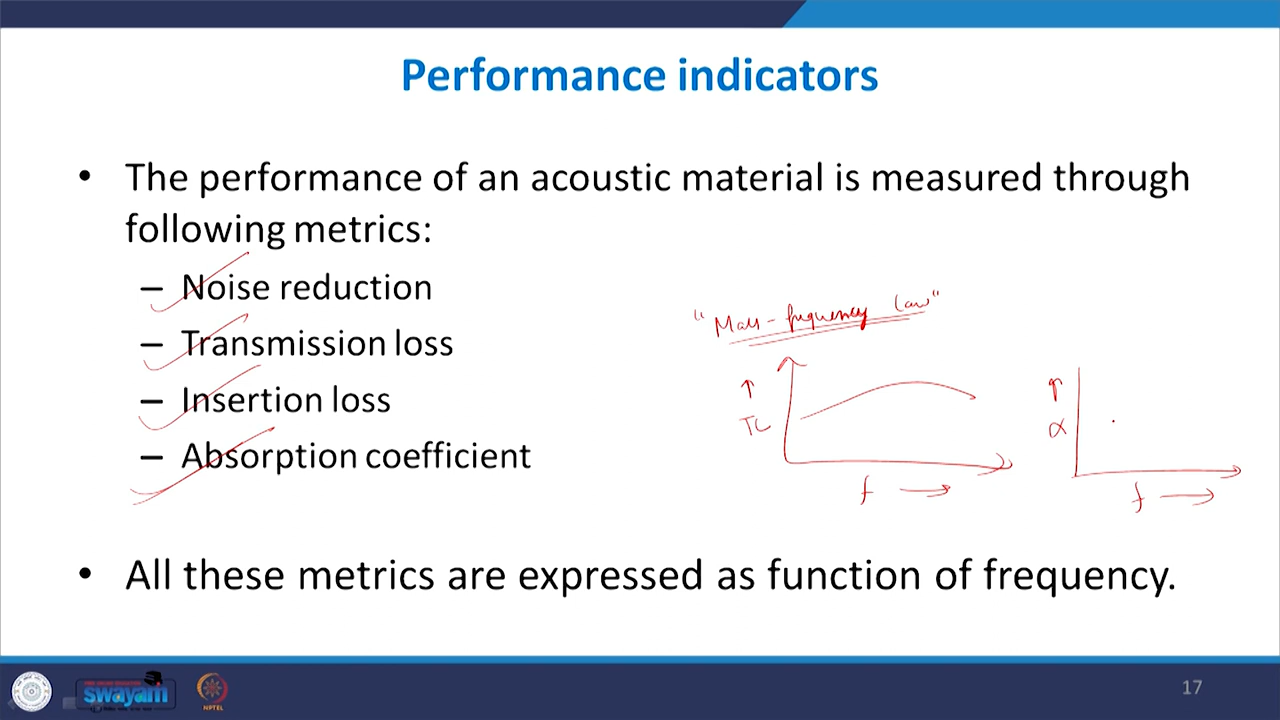 Performance indicators
• The performance of an acoustic material is measured through
following metrics:
– Noise reduction
– Transmission loss
– Insertion loss
– Absorption coefficient
"Mass-frequency law"
TL
f
α
f
• All these metrics are expressed as function of frequency.
swayam
NPTEL
17